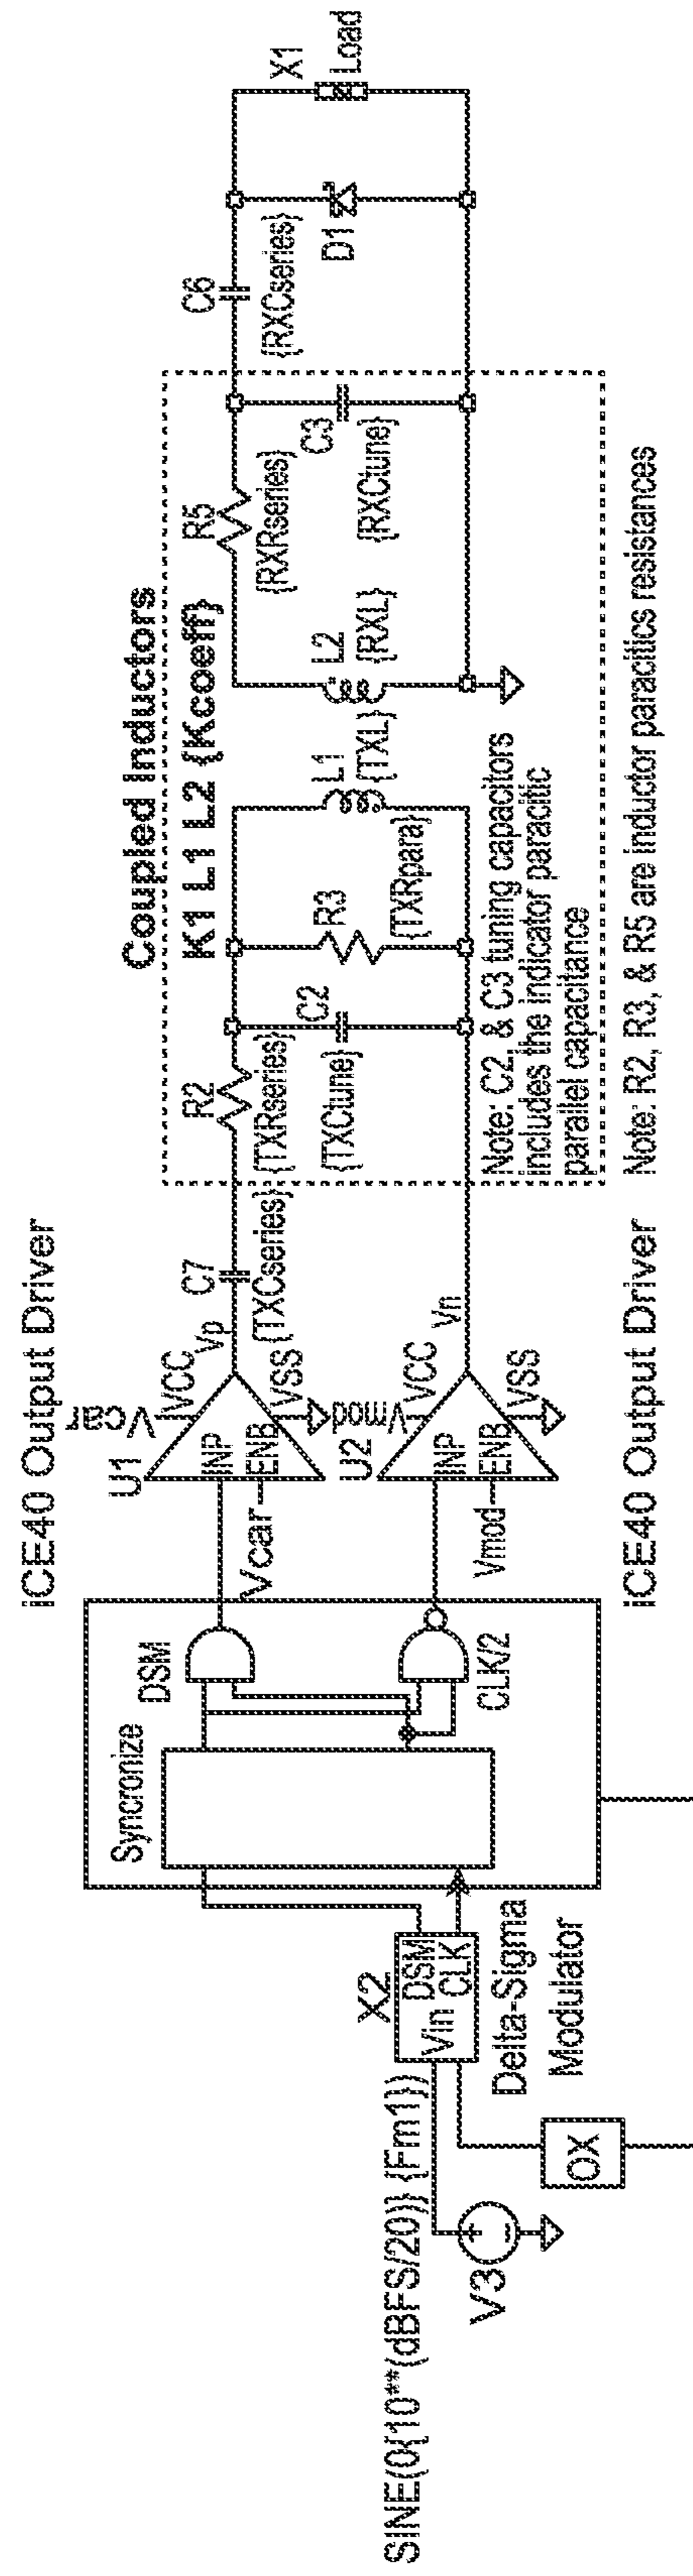 iCE40 Output Driver
Coupled Inductors
K1 L1 L2 {Kcoeff}
SINE(0{10**(dBFS/20)} {Fm1})
V3
OX
X2
Vin
DSM
CLK
Delta-Sigma
Modulator
Syncronize
DSM
CLK/2
U1
Vcar
VCC
INP
ENB
VSS
Vcar
Vp
U2
Vmod
VCC
INP
ENB
VSS
Vmod
Vn
C7
{TXCseries}
R2
{TXRseries}
C2
{TXCtune}
R3
{TXRpara}
L1
{TXL}
L2
{RXL}
R5
{RXRseries}
C3
{RXCtune}
C6
{RXCseries}
D1
X1
Load
Note: C2, & C3 tuning capacitors
includes the indicator paracitic
parallel capacitance
iCE40 Output Driver
Note: R2, R3, & R5 are inductor paracitics resistances